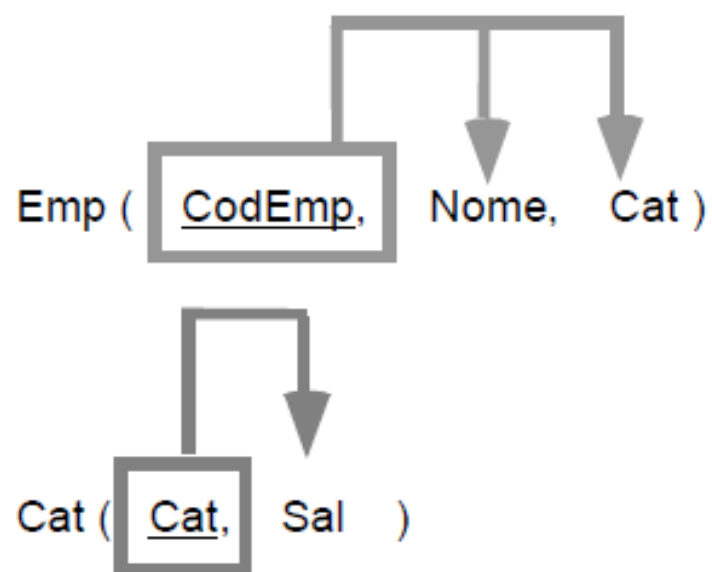 Emp ( CodEmp, Nome, Cat )
Cat ( Cat, Sal )